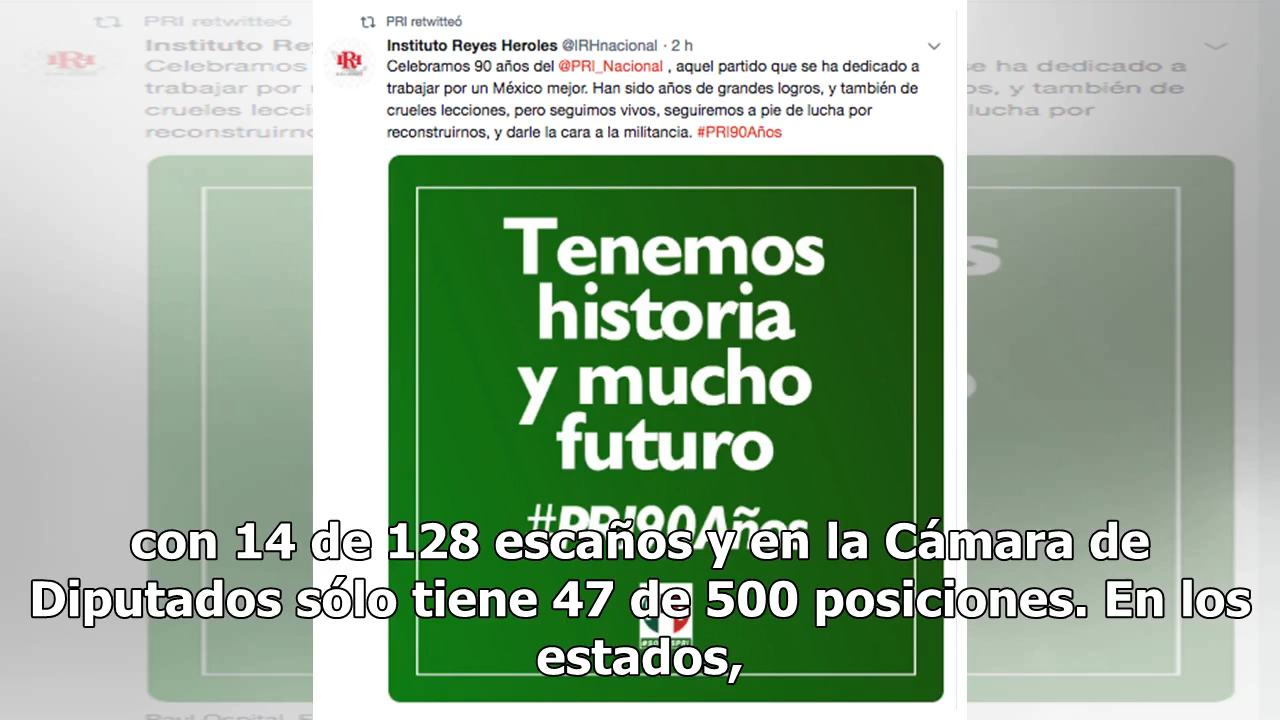 PRI retwitteó
Instituto Reyes Heroles @IRHnacional · 2 h
Celebramos 90 años del @PRI_Nacional , aquel partido que se ha dedicado a
trabajar por un México mejor. Han sido años de grandes logros, y también de
crueles lecciones, pero seguimos vivos, seguiremos a pie de lucha por
reconstruirnos, y darle la cara a la militancia. #PRI90Años
Tenemos
historia
y mucho
futuro
#PRI90Años
con 14 de 128 escaños y en la Cámara de
Diputados sólo tiene 47 de 500 posiciones. En los
estados,